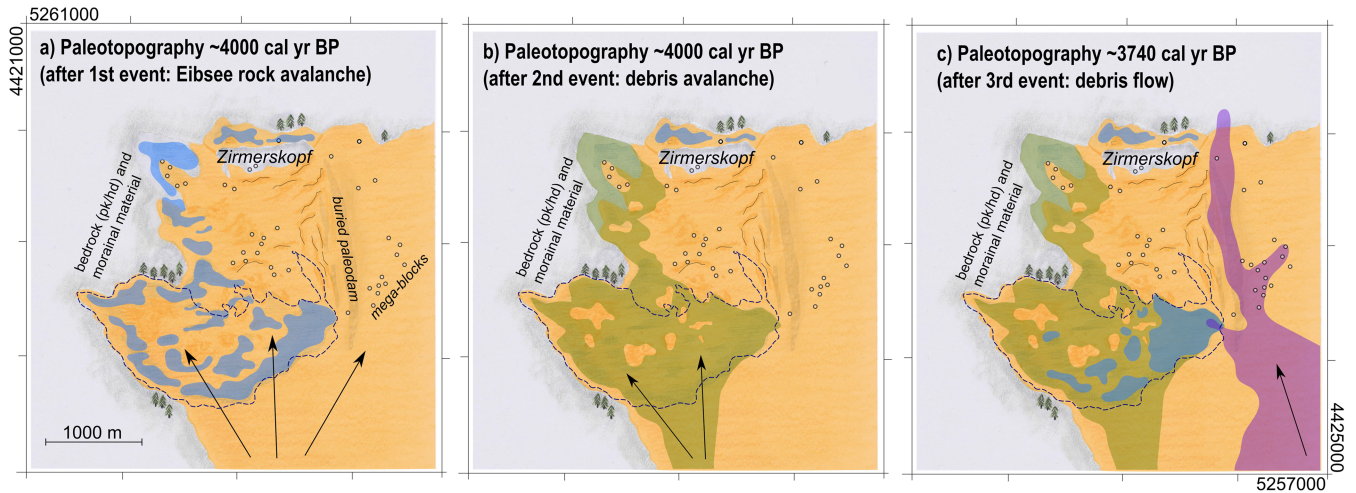 5261000
4421000
a) Paleotopography ~4000 cal yr BP
(after 1st event: Eibsee rock avalanche)
Zirmerskopf
bedrock (pk/hd) and
morainal material
buried paleodam
mega-blocks
1000 m
b) Paleotopography ~4000 cal yr BP
(after 2nd event: debris avalanche)
Zirmerskopf
bedrock (pk/hd) and
morainal material
c) Paleotopography ~3740 cal yr BP
(after 3rd event: debris flow)
Zirmerskopf
bedrock (pk/hd) and
morainal material
4425000
5257000